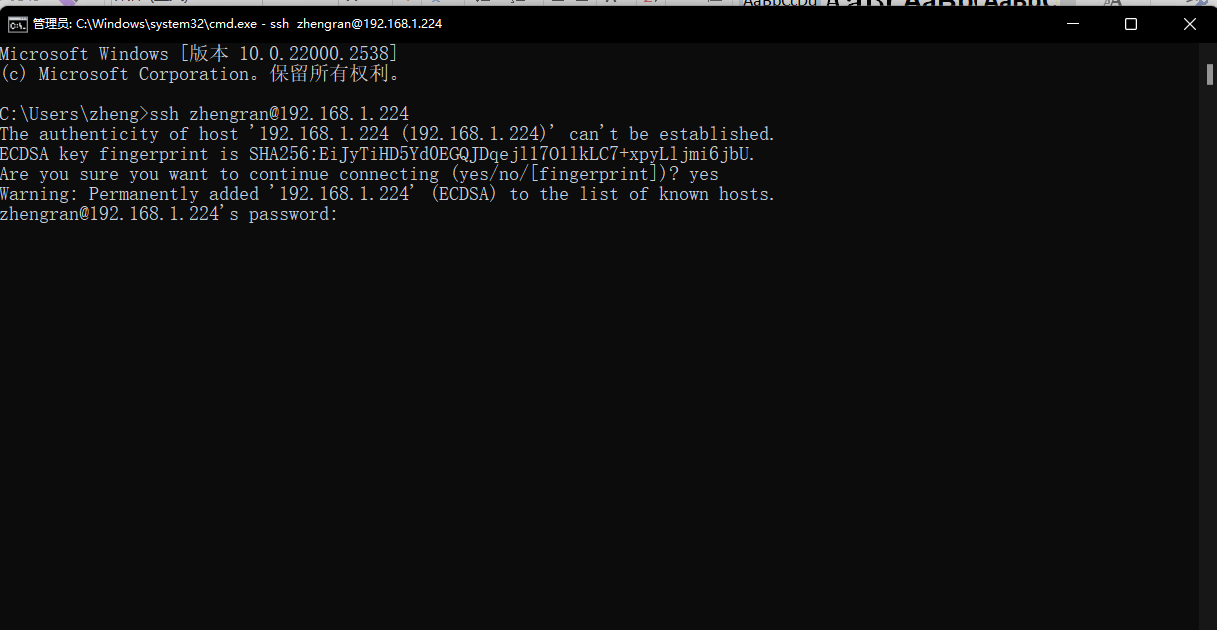 管理员: C:\Windows\system32\cmd.exe - ssh  zhengran@192.168.1.224
Microsoft Windows [版本 10.0.22000.2538]
(c) Microsoft Corporation。保留所有权利。
C:\Users\zheng>ssh zhengran@192.168.1.224
The authenticity of host '192.168.1.224 (192.168.1.224)' can't be established.
ECDSA key fingerprint is SHA256:EiJyTiHD5Yd0EGQJDqejll7OllkLC7+xpyLljmi6jbU.
Are you sure you want to continue connecting (yes/no/[fingerprint])? yes
Warning: Permanently added '192.168.1.224' (ECDSA) to the list of known hosts.
zhengran@192.168.1.224's password: